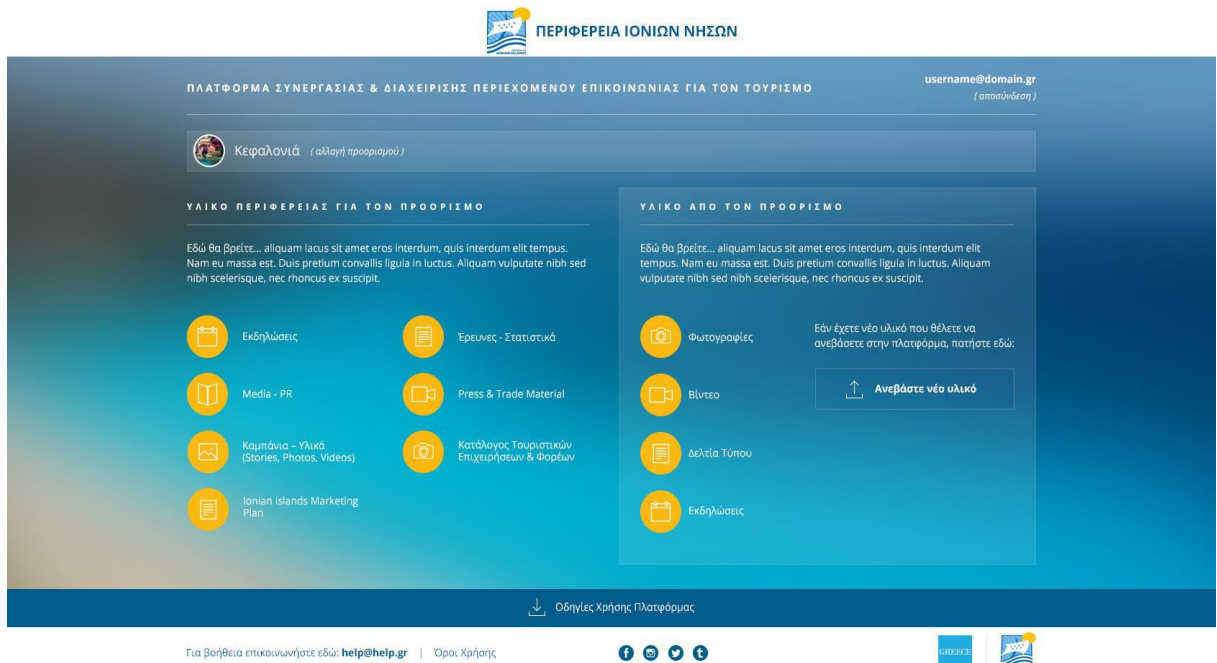 ΠΕΡΙΦΕΡΕΙΑ ΙΟΝΙΩΝ ΝΗΣΩΝ
ΠΛΑΤΦΟΡΜΑ ΣΥΝΕΡΓΑΣΙΑΣ & ΔΙΑΧΕΙΡΙΣΗΣ ΠΕΡΙΕΧΟΜΕΝΟΥ ΕΠΙΚΟΙΝΩΝΙΑΣ ΓΙΑ ΤΟΝ ΤΟΥΡΙΣΜΟ
username@domain.gr
( αποσύνδεση )
Κεφαλονιά ( αλλαγή προορισμού )
ΥΛΙΚΟ ΠΕΡΙΦΕΡΕΙΑΣ ΓΙΑ ΤΟΝ ΠΡΟΟΡΙΣΜΟ
Εδώ θα βρείτε... aliquam lacus sit amet eros interdum, quis interdum elit tempus.
Nam eu massa est. Duis pretium convallis ligula in luctus. Aliquam vulputate nibh sed
nibh scelerisque, nec rhoncus ex suscipit.
Εκδηλώσεις
Έρευνες - Στατιστικά
Media - PR
Press & Trade Material
Καμπάνια – Υλικά
(Stories, Photos, Videos)
Κατάλογος Τουριστικών
Επιχειρήσεων & Φορέων
Ionian Islands Marketing
Plan
ΥΛΙΚΟ ΑΠΟ ΤΟΝ ΠΡΟΟΡΙΣΜΟ
Εδώ θα βρείτε... aliquam lacus sit amet eros interdum, quis interdum elit
tempus. Nam eu massa est. Duis pretium convallis ligula in luctus. Aliquam
vulputate nibh sed nibh scelerisque, nec rhoncus ex suscipit.
Φωτογραφίες
Βίντεο
Δελτία Τύπου
Εκδηλώσεις
Εάν έχετε νέο υλικό που θέλετε να
ανεβάσετε στην πλατφόρμα, πατήστε εδώ:
Ανεβάστε νέο υλικό
Οδηγίες Χρήσης Πλατφόρμας
Για βοήθεια επικοινωνήστε εδώ: help@help.gr | Όροι Χρήσης
GREECE